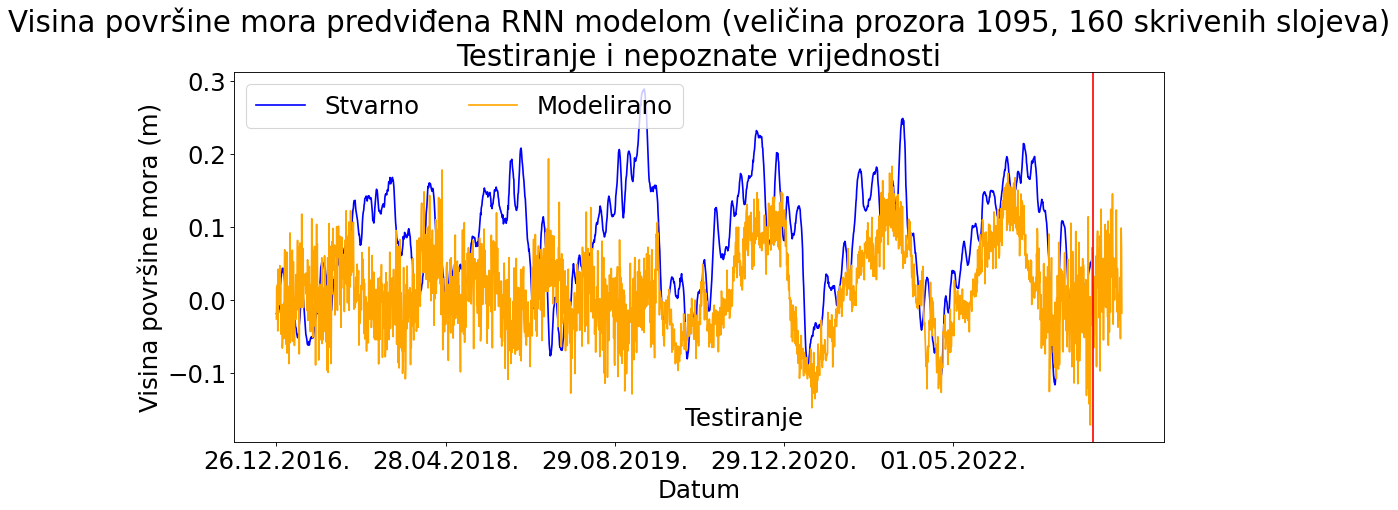 Visina površine mora predviđena RNN modelom (veličina prozora 1095, 160 skrivenih slojeva)
Testiranje i nepoznate vrijednosti
Stvarno
Modelirano
Visina površine mora (m)
0.3
0.2
0.1
0.0
−0.1
Testiranje
26.12.2016.
28.04.2018.
29.08.2019.
29.12.2020.
01.05.2022.
Datum